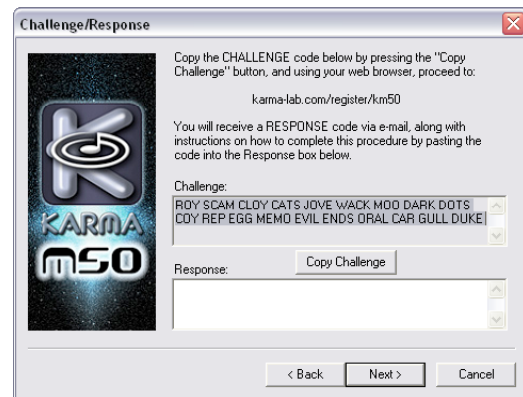 Challenge/Response
Copy the CHALLENGE code below by pressing the "Copy
Challenge" button, and using your web browser, proceed to:
karma-lab.com/register/km50
You will receive a RESPONSE code via e-mail, along with
instructions on how to complete this procedure by pasting the
code into the Response box below.
Challenge:
ROY SCAM CLOY CATS JOVE WACK MOO DARK DOTS
COY REP EGG MEMO EVIL ENDS ORAL CAR GULL DUKE
KARMA
M50
Copy Challenge
Response:
< Back
Next >
Cancel